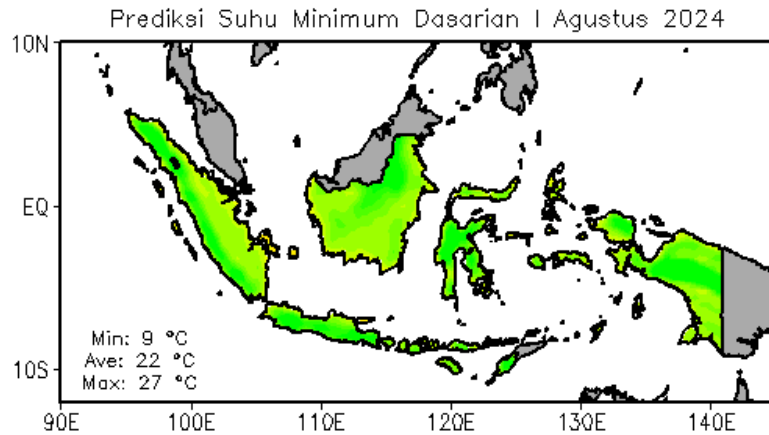 Prediksi Suhu Minimum Dasarian I Agustus 2024
10N
EQ
10S
Min: 9 °C
Ave: 22 °C
Max: 27 °C
90E 100E 110E 120E 130E 140E